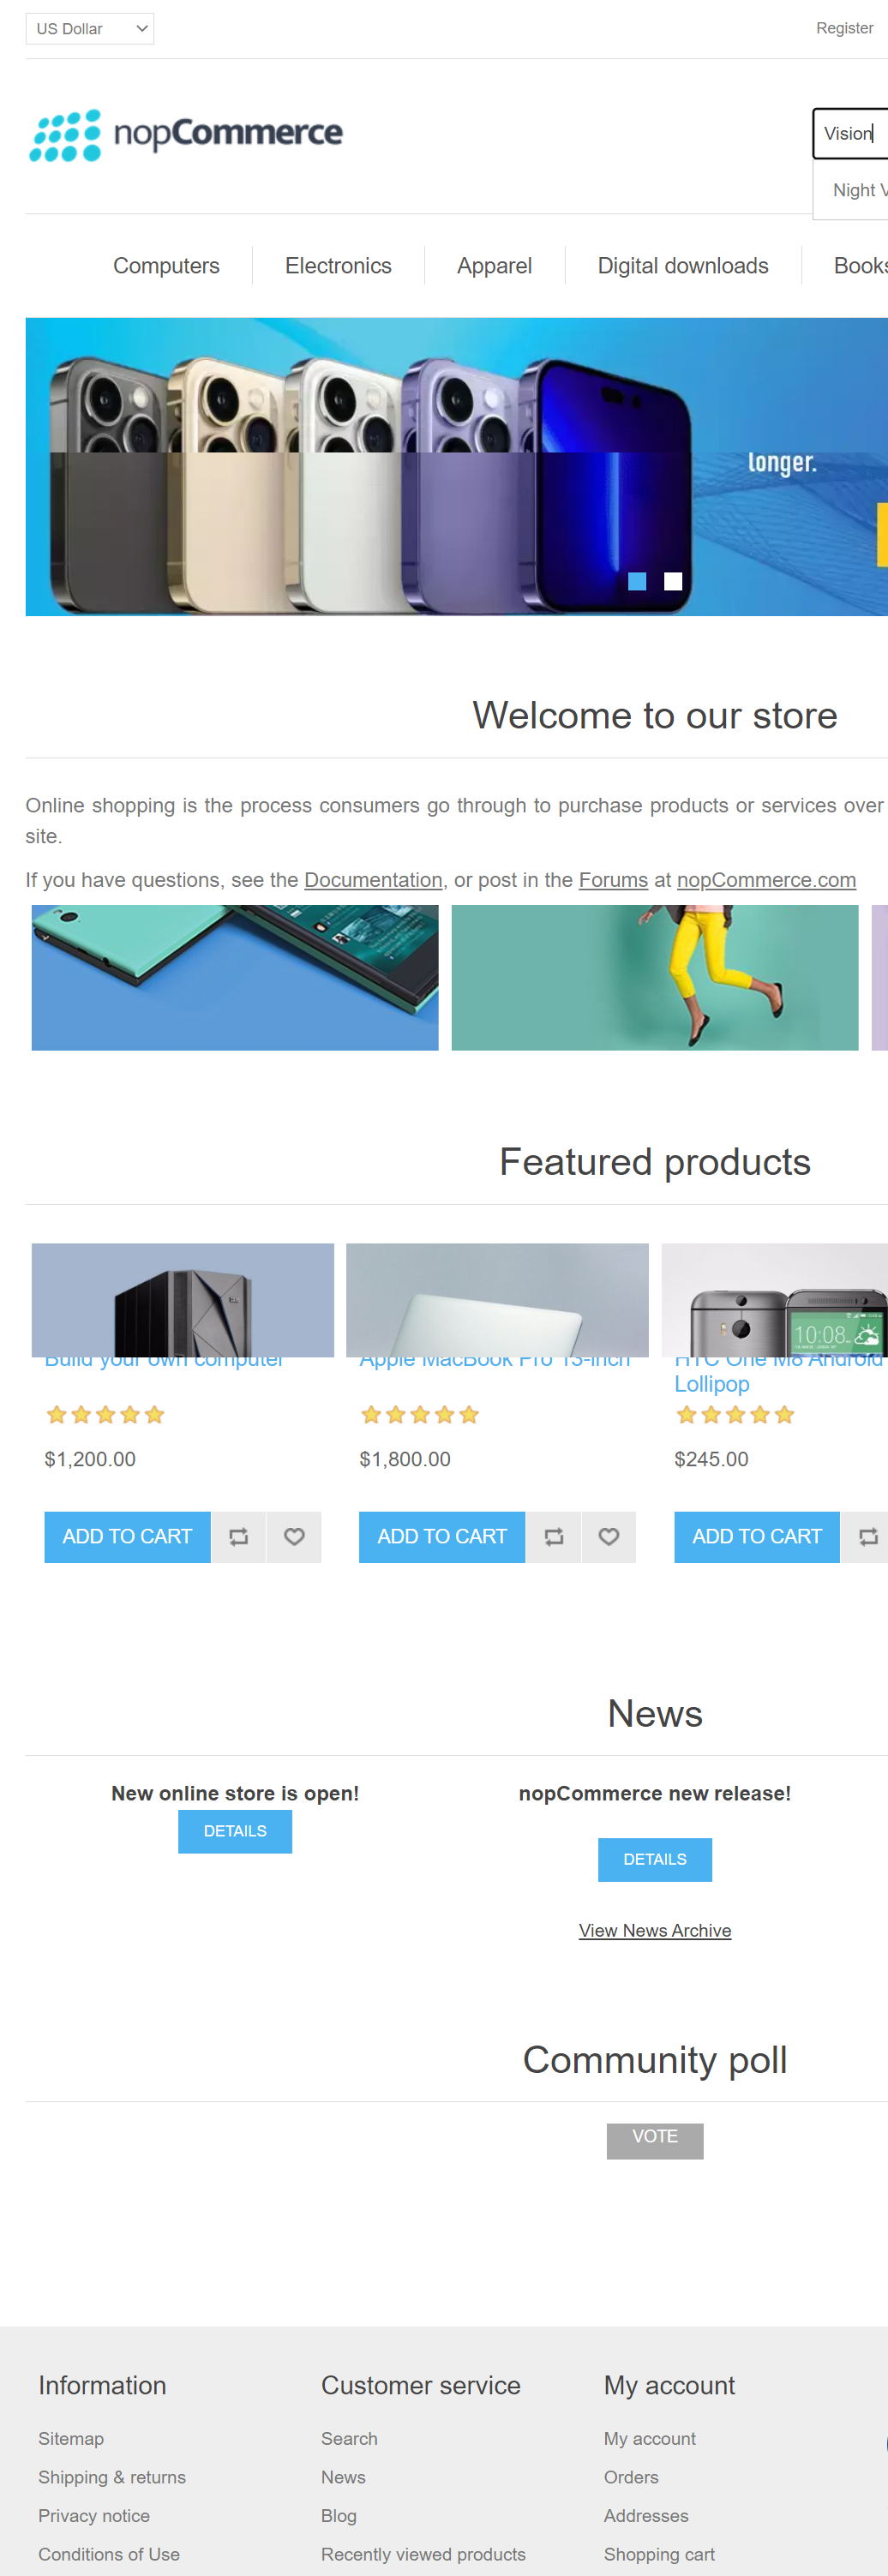 US Dollar
Register
nopCommerce
Vision
Night
Computers
Electronics
Apparel
Digital downloads
Books
longer.
Welcome to our store
Online shopping is the process consumers go through to purchase products or services over
site.
If you have questions, see the Documentation, or post in the Forums at nopCommerce.com
Featured products
10:08
Build your own computer
Apple MacBook Pro 13-inch
HTC One M8 Android
Lollipop
$1,200.00
$1,800.00
$245.00
ADD TO CART
ADD TO CART
ADD TO CART
News
New online store is open!
nopCommerce new release!
DETAILS
DETAILS
View News Archive
Community poll
VOTE
Information
Customer service
My account
Sitemap
Search
My account
Shipping & returns
News
Orders
Privacy notice
Blog
Addresses
Conditions of Use
Recently viewed products
Shopping cart